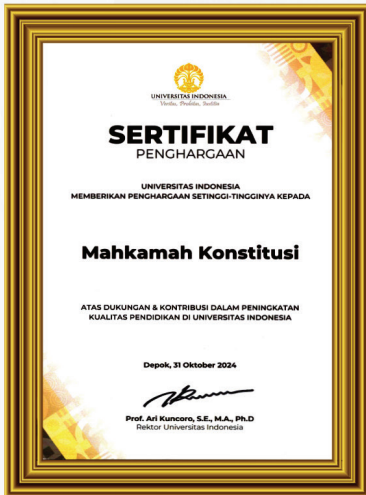 UNIVERSITAS INDONESIA
Veritas, Probitas, Iustitia
SERTIFIKAT
PENGHARGAAN
UNIVERSITAS INDONESIA
MEMBERIKAN PENGHARGAAN SETINGGI-TINGGINYA KEPADA
Mahkamah Konstitusi
ATAS DUKUNGAN & KONTRIBUSI DALAM PENINGKATAN
KUALITAS PENDIDIKAN DI UNIVERSITAS INDONESIA
Depok, 31 Oktober 2024
Prof. Ari Kuncoro, S.E., M.A., Ph.D
Rektor Universitas Indonesia